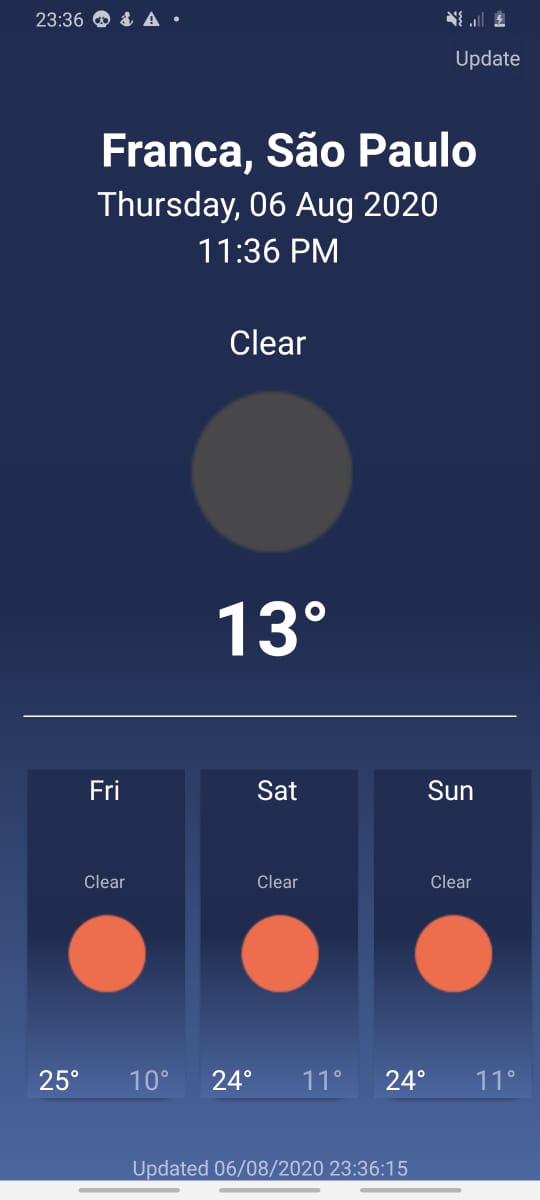 23:36
Update
Franca, São Paulo
Thursday, 06 Aug 2020
11:36 PM
Clear
13°
Fri Sat Sun
Clear Clear Clear
25° 10° 24° 11° 24° 11°
Updated 06/08/2020 23:36:15